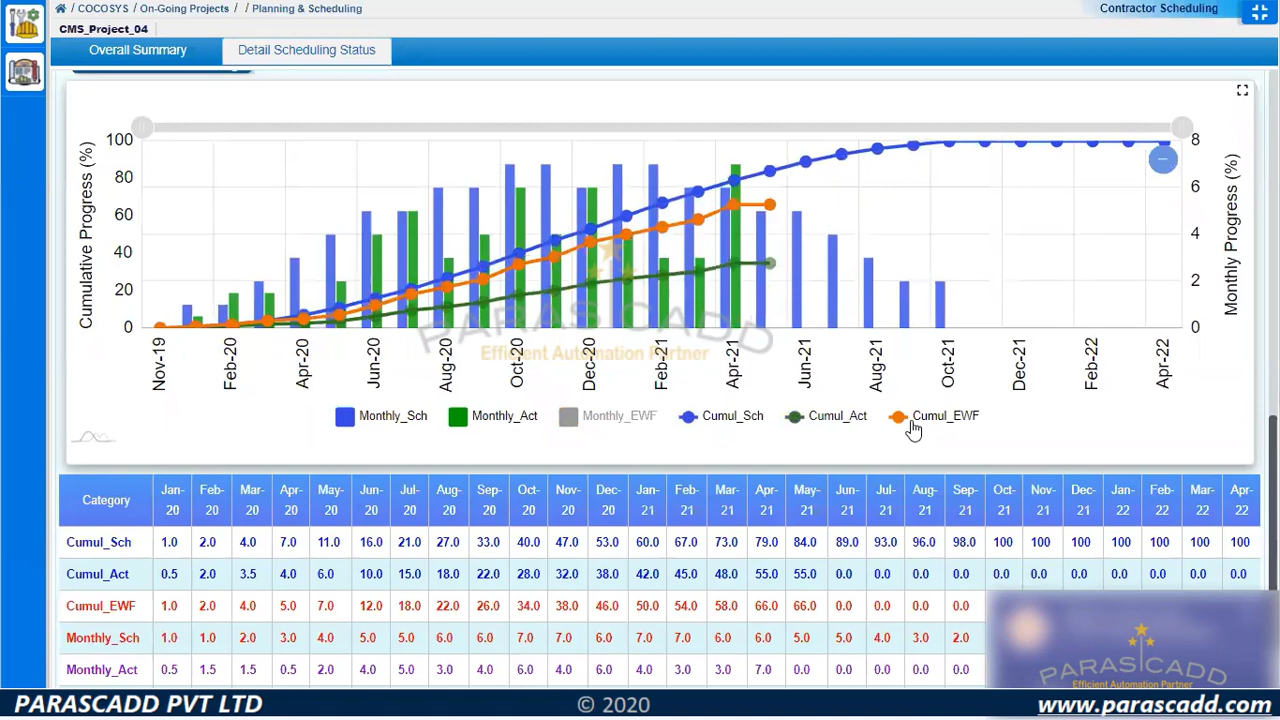 COCOSYS / On-Going Projects / Planning & Scheduling
Contractor Scheduling
CMS_Project_04
Overall Summary
Detail Scheduling Status
Cumulative Progress (%)
100
80
60
40
20
0
8
6
4
2
0
Monthly Progress (%)
Nov-19 Feb-20 Apr-20 Jun-20 Aug-20 Oct-20 Dec-20 Feb-21 Apr-21 Jun-21 Aug-21 Oct-21 Dec-21 Feb-22 Apr-22
PARASCADD
Efficient Automation Partner
Monthly_Sch Monthly_Act Monthly_EWF Cumul_Sch Cumul_Act Cumul_EWF
Category Jan-20 Feb-20 Mar-20 Apr-20 May-20 Jun-20 Jul-20 Aug-20 Sep-20 Oct-20 Nov-20 Dec-20 Jan-21 Feb-21 Mar-21 Apr-21 May-21 Jun-21 Jul-21 Aug-21 Sep-21 Oct-21 Nov-21 Dec-21 Jan-22 Feb-22 Mar-22 Apr-22
Cumul_Sch 1.0 2.0 4.0 7.0 11.0 16.0 21.0 27.0 33.0 40.0 47.0 53.0 60.0 67.0 73.0 79.0 84.0 89.0 93.0 96.0 98.0 100 100 100 100 100 100 100
Cumul_Act 0.5 2.0 3.5 4.0 6.0 10.0 15.0 18.0 22.0 28.0 32.0 38.0 42.0 45.0 48.0 55.0 55.0 0.0 0.0 0.0 0.0 0.0 0.0 0.0 0.0 0.0 0.0 0.0
Cumul_EWF 1.0 2.0 4.0 5.0 7.0 12.0 18.0 22.0 26.0 34.0 38.0 46.0 50.0 54.0 58.0 66.0 66.0 0.0 0.0 0.0 0.0
Monthly_Sch 1.0 1.0 2.0 3.0 4.0 5.0 5.0 6.0 6.0 7.0 7.0 6.0 7.0 7.0 6.0 6.0 5.0 5.0 4.0 3.0 2.0
Monthly_Act 0.5 1.5 1.5 0.5 2.0 4.0 5.0 3.0 4.0 6.0 4.0 6.0 4.0 3.0 3.0 7.0 0.0 0.0 0.0 0.0 0.0
PARASCADD
Efficient Automation Partner
PARASCADD PVT LTD
© 2020
www.parascadd.com